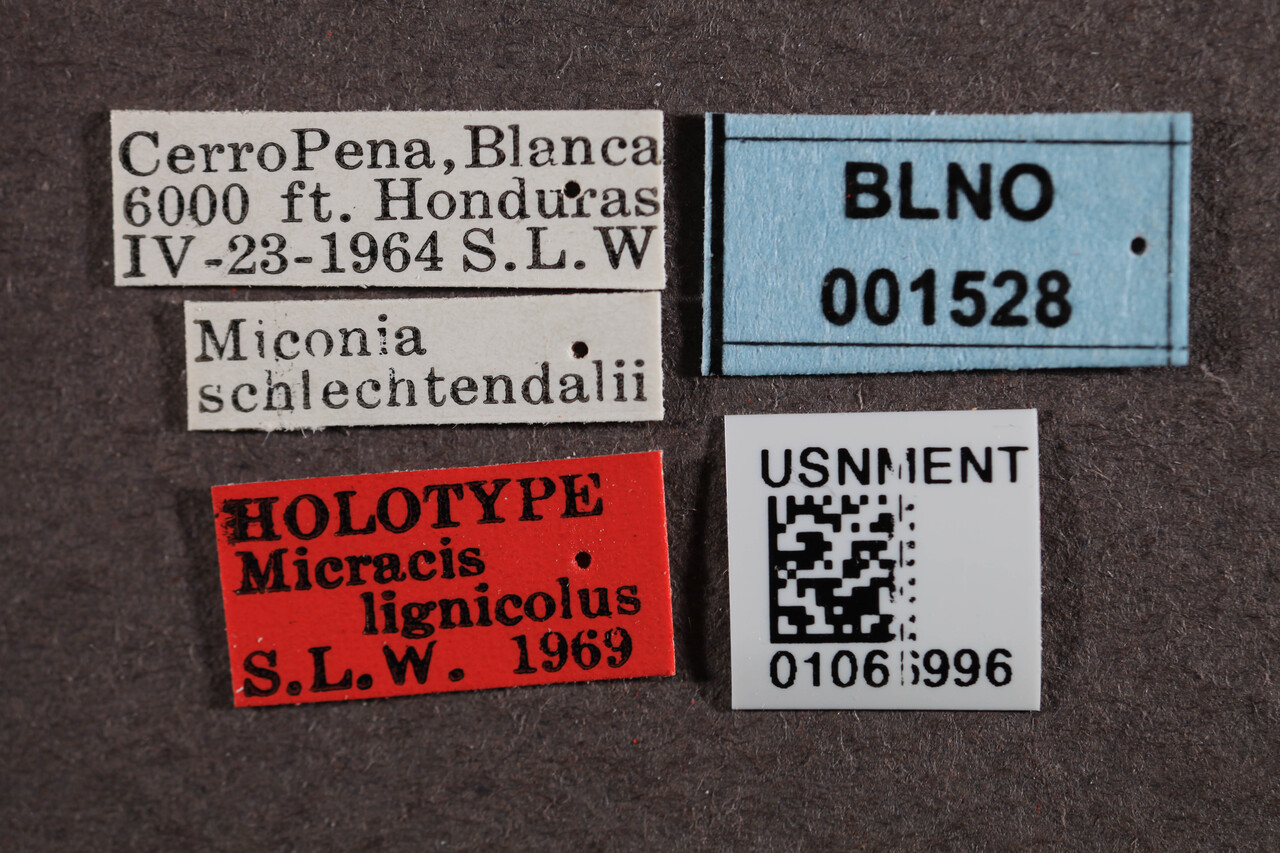 CerroPena, Blanca
6000 ft. Honduras
IV-23-1964 S.L.W
Miconia
schlechtendalii
HOLOTYPE
Micracis
lignicolus
S.L.W. 1969
BLNO
001528
USNMENT
01066996